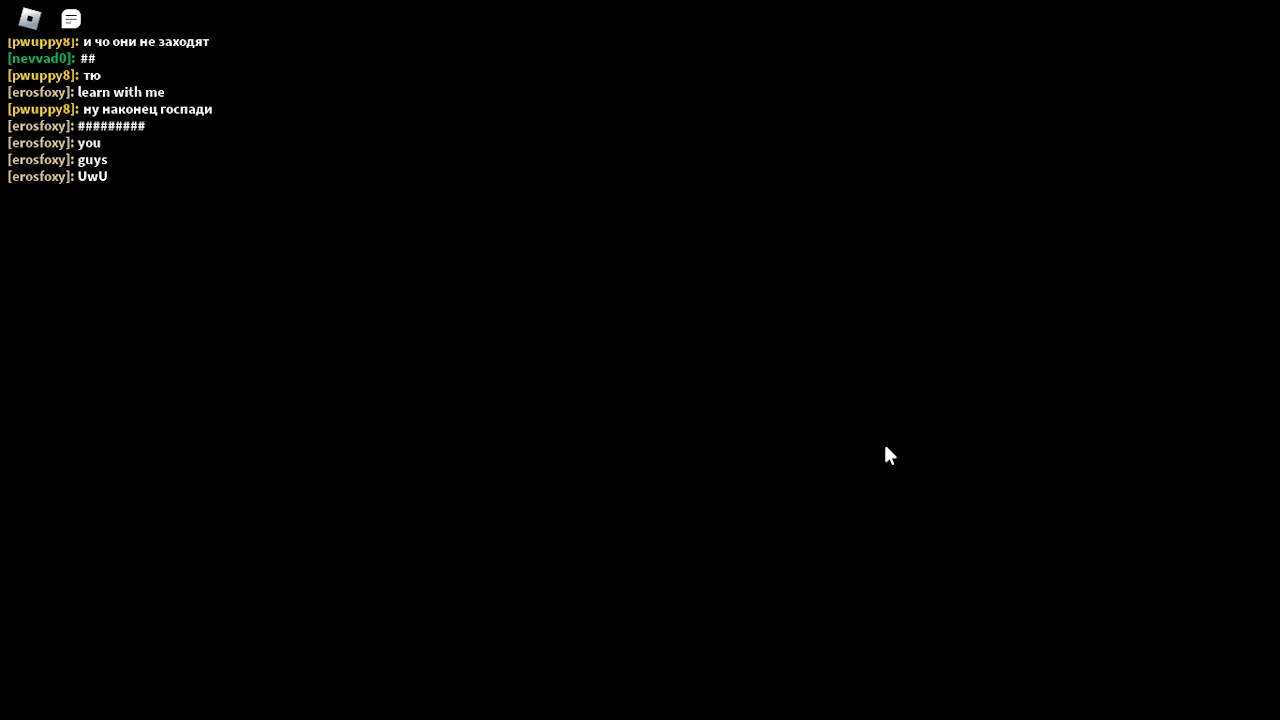 [pwuppy8]: и чо они не заходят
[nevvad0]: ##
[pwuppy8]: тю
[erosfoxy]: learn with me
[pwuppy8]: ну наконец госпади
[erosfoxy]: #########
[erosfoxy]: you
[erosfoxy]: guys
[erosfoxy]: UwU